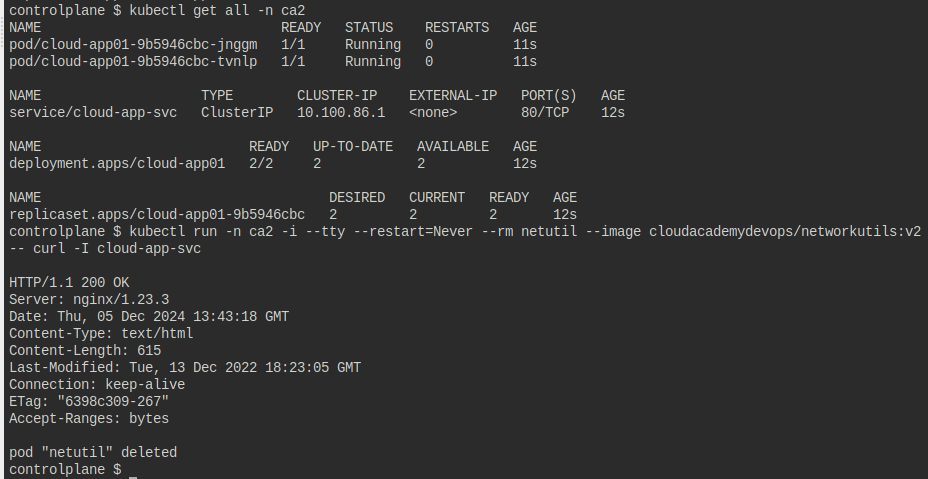 controlplane $ kubectl get all -n ca2
NAME                             READY   STATUS    RESTARTS   AGE
pod/cloud-app01-9b5946cbc-jnggm   1/1     Running   0          11s
pod/cloud-app01-9b5946cbc-tvnlp   1/1     Running   0          11s

NAME                    TYPE        CLUSTER-IP    EXTERNAL-IP   PORT(S)   AGE
service/cloud-app-svc   ClusterIP   10.100.86.1   <none>        80/TCP    12s

NAME                          READY   UP-TO-DATE   AVAILABLE   AGE
deployment.apps/cloud-app01   2/2     2            2           12s

NAME                                    DESIRED   CURRENT   READY   AGE
replicaset.apps/cloud-app01-9b5946cbc   2         2         2       12s
controlplane $ kubectl run -n ca2 -i --tty --restart=Never --rm netutil --image cloudacademydevops/networkutils:v2
-- curl -I cloud-app-svc

HTTP/1.1 200 OK
Server: nginx/1.23.3
Date: Thu, 05 Dec 2024 13:43:18 GMT
Content-Type: text/html
Content-Length: 615
Last-Modified: Tue, 13 Dec 2022 18:23:05 GMT
Connection: keep-alive
ETag: "6398c309-267"
Accept-Ranges: bytes

pod "netutil" deleted
controlplane $